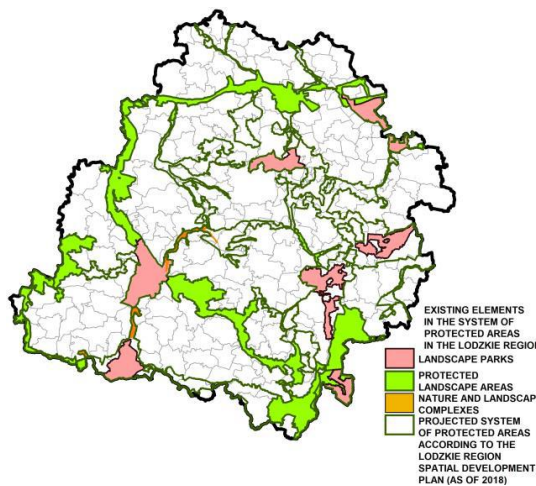 EXISTING ELEMENTS
IN THE SYSTEM OF
PROTECTED AREAS
IN THE LODZKIE REGION
LANDSCAPE PARKS
PROTECTED
LANDSCAPE AREAS
NATURE AND LANDSCAP
COMPLEXES
PROJECTED SYSTEM
OF PROTECTED AREAS
ACCORDING TO THE
LODZKIE REGION
SPATIAL DEVELOPMENT
PLAN (AS OF 2018)